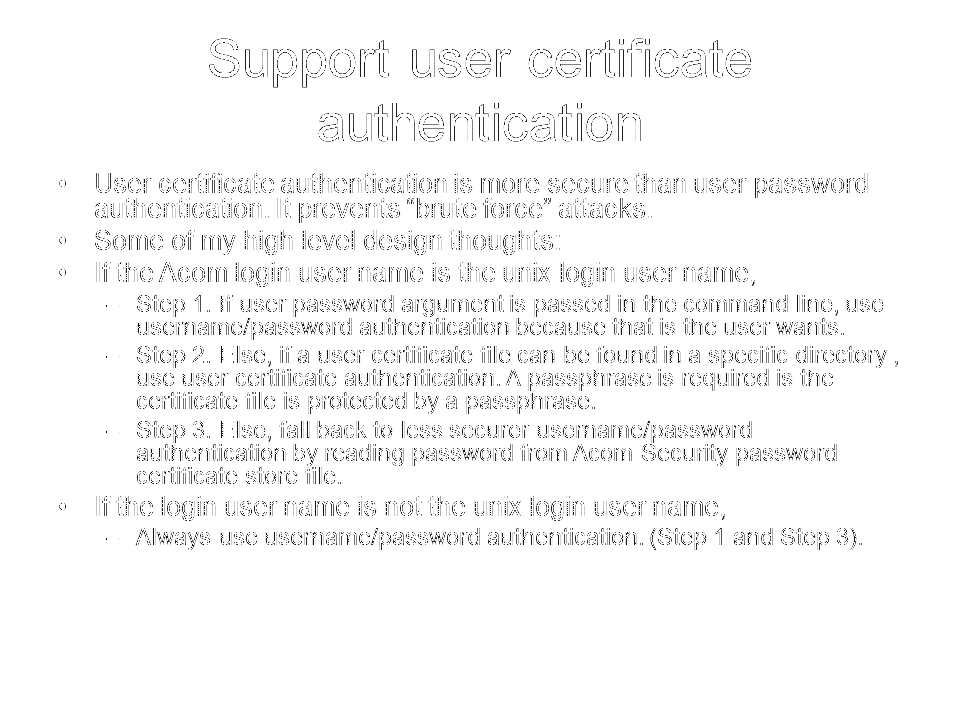 Support user certificate
authentication
• User certificate authentication is more secure than user password
authentication. It prevents “brute force” attacks.
• Some of my high level design thoughts:
• If the Acom login user name is the unix login user name,
– Step 1. If user password argument is passed in the command line, use
username/password authentication because that is the user wants.
– Step 2. Else, if a user certificate file can be found in a specific directory ,
use user certificate authentication. A passphrase is required is the
certificate file is protected by a passphrase.
– Step 3. Else, fall back to less securer username/password
authentication by reading password from Acom Security password
certificate store file.
• If the login user name is not the unix login user name,
– Always use username/password authentication. (Step 1 and Step 3).